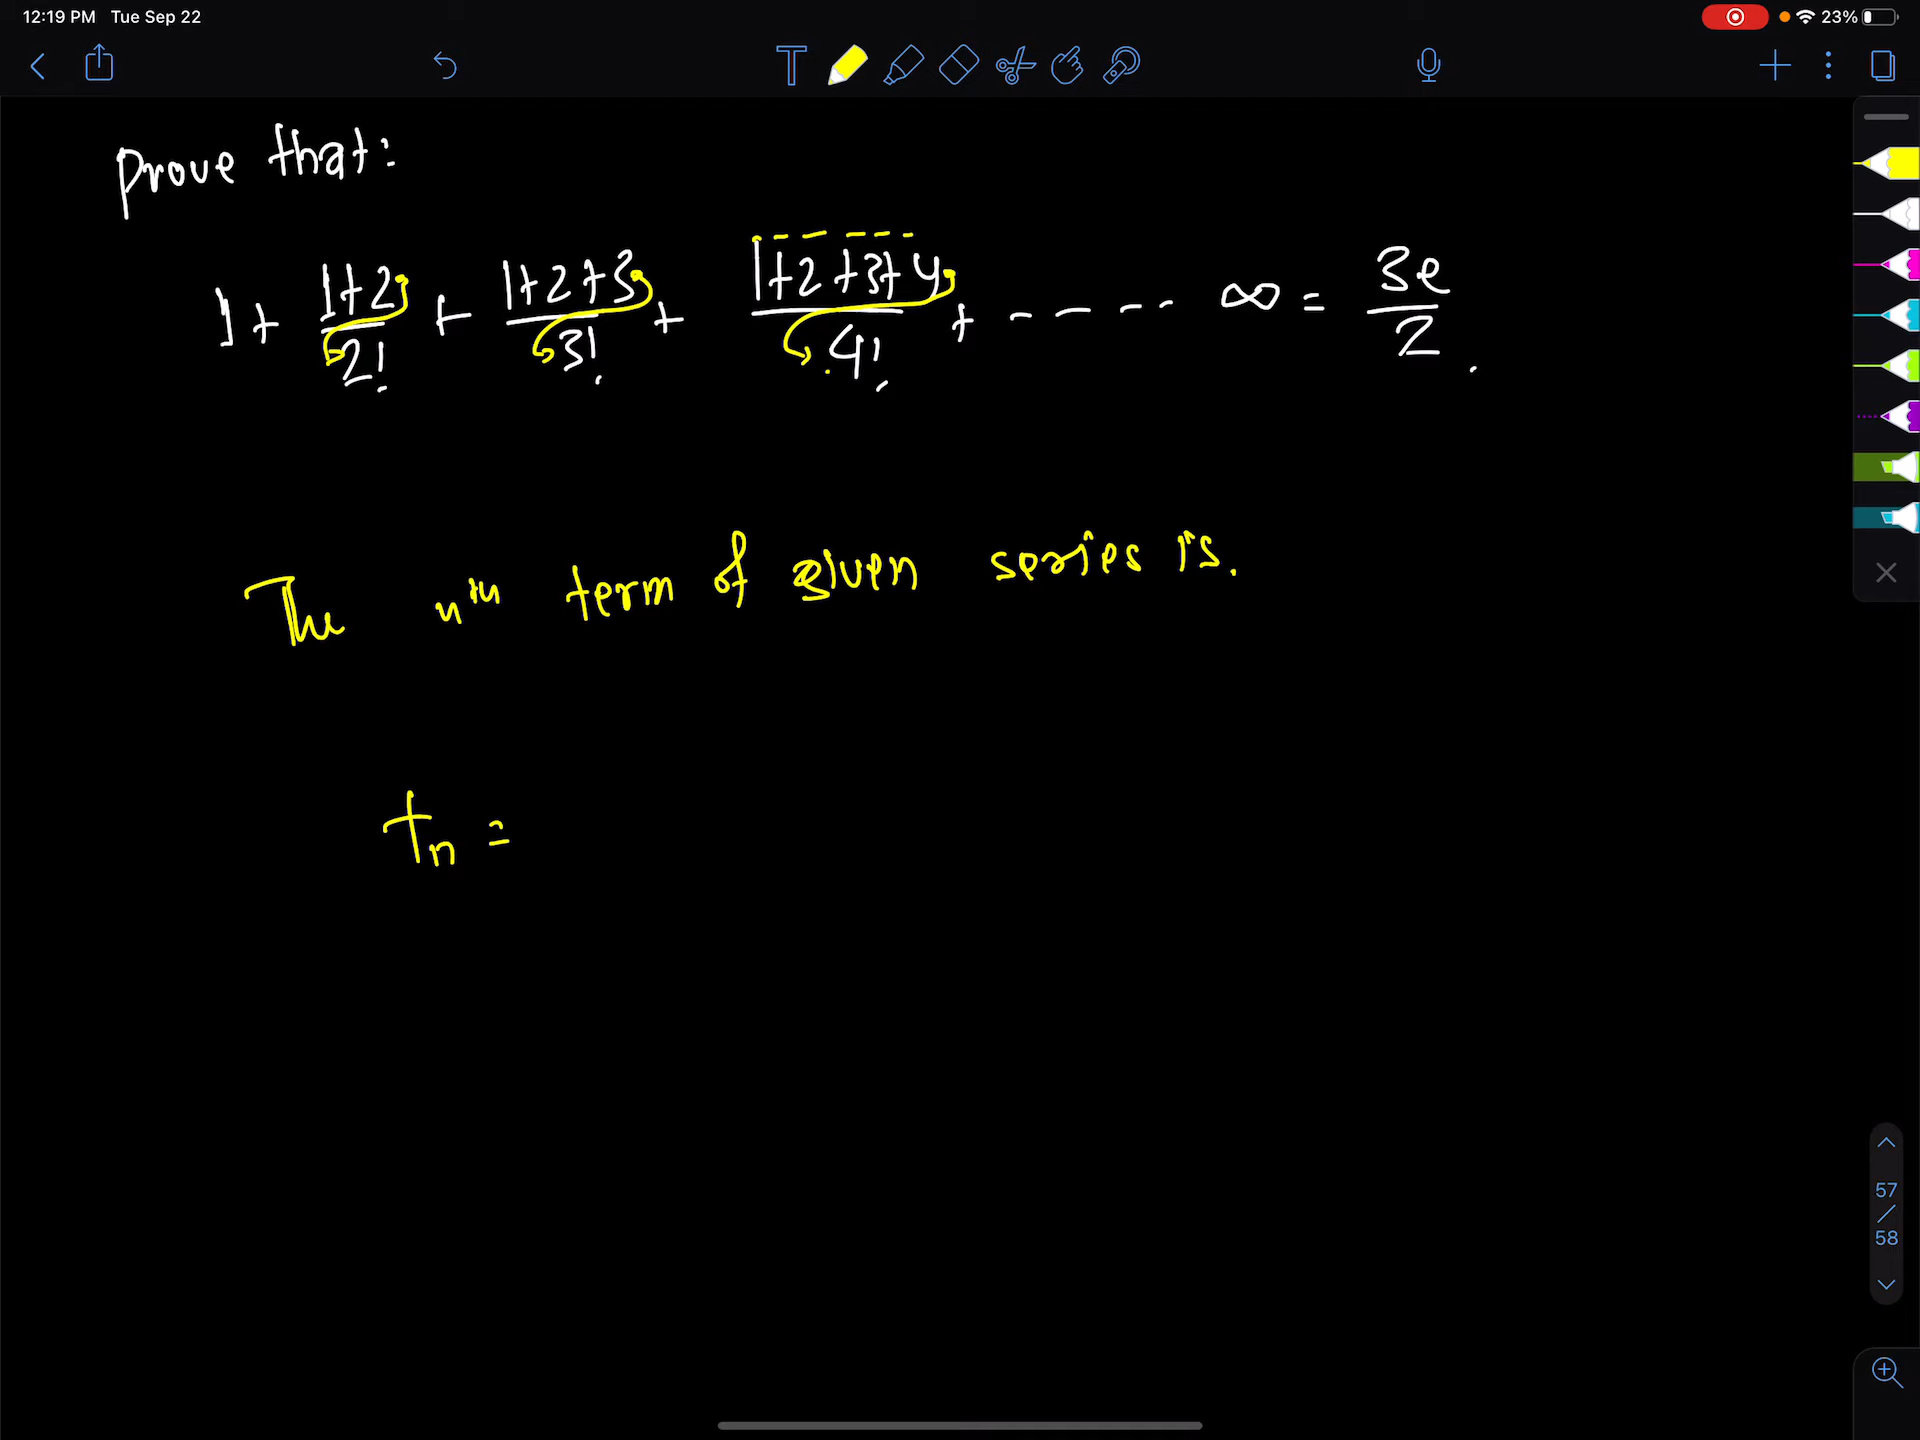 12:19 PM Tue Sep 22 23%
Prove that:
1 + (1+2)/2! + (1+2+3)/3! + (1+2+3+4)/4! + ------ ∞ = 3e/2.
The nth term of given series is.
Tn =
57
/
58